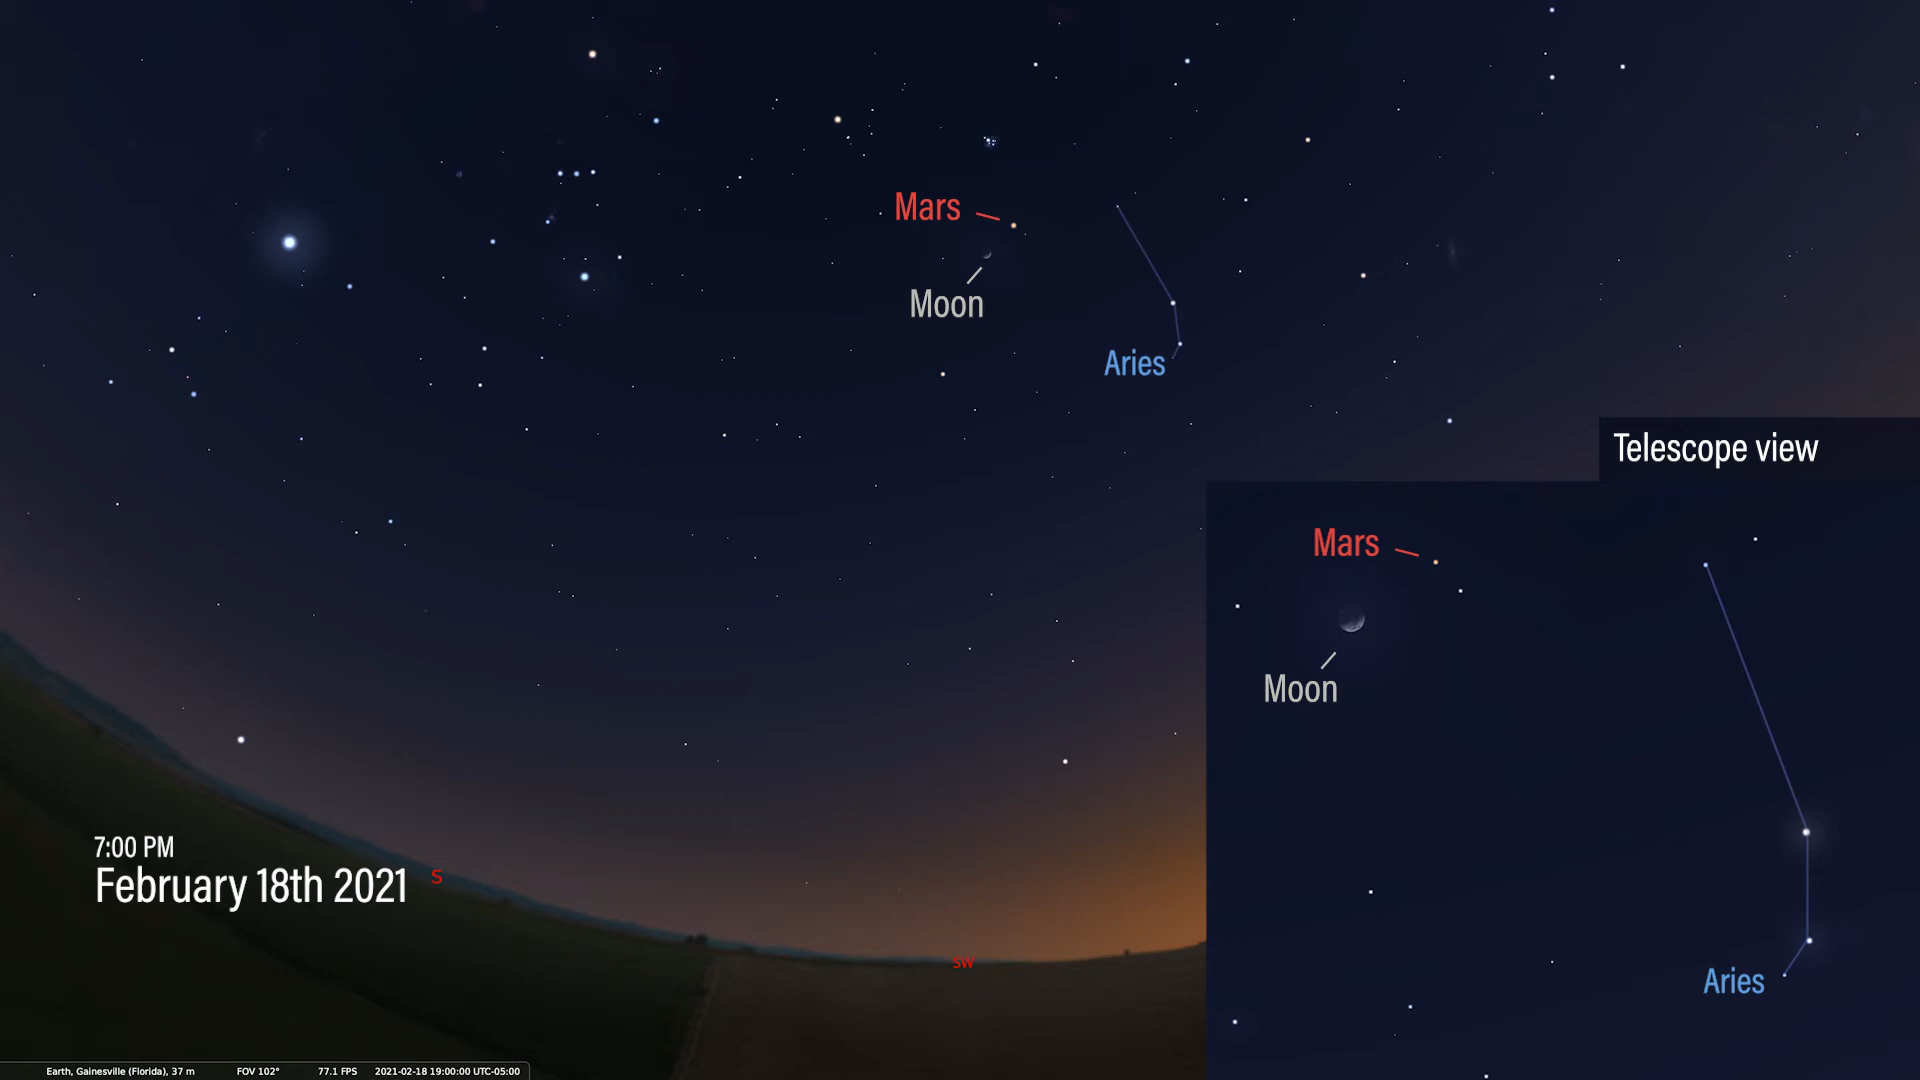 Mars
Moon
Aries
Telescope view
Mars
Moon
Aries
7:00 PM
February 18th 2021
S
SW
Earth, Gainesville (Florida), 37 m FOV 102° 77.1 FPS 2021-02-18 19:00:00 UTC-05:00